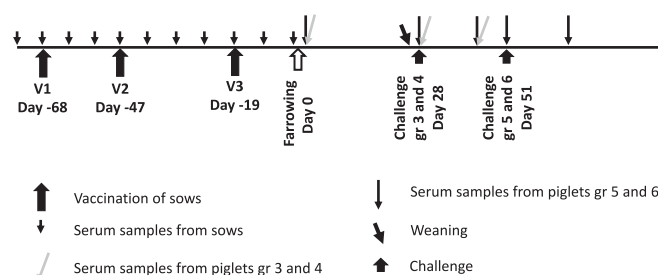 V1
Day -68
V2
Day -47
V3
Day -19
Farrowing
Day 0
Challenge
gr 3 and 4
Day 28
Challenge
gr 5 and 6
Day 51
Vaccination of sows
Serum samples from sows
Serum samples from piglets gr 3 and 4
Serum samples from piglets gr 5 and 6
Weaning
Challenge